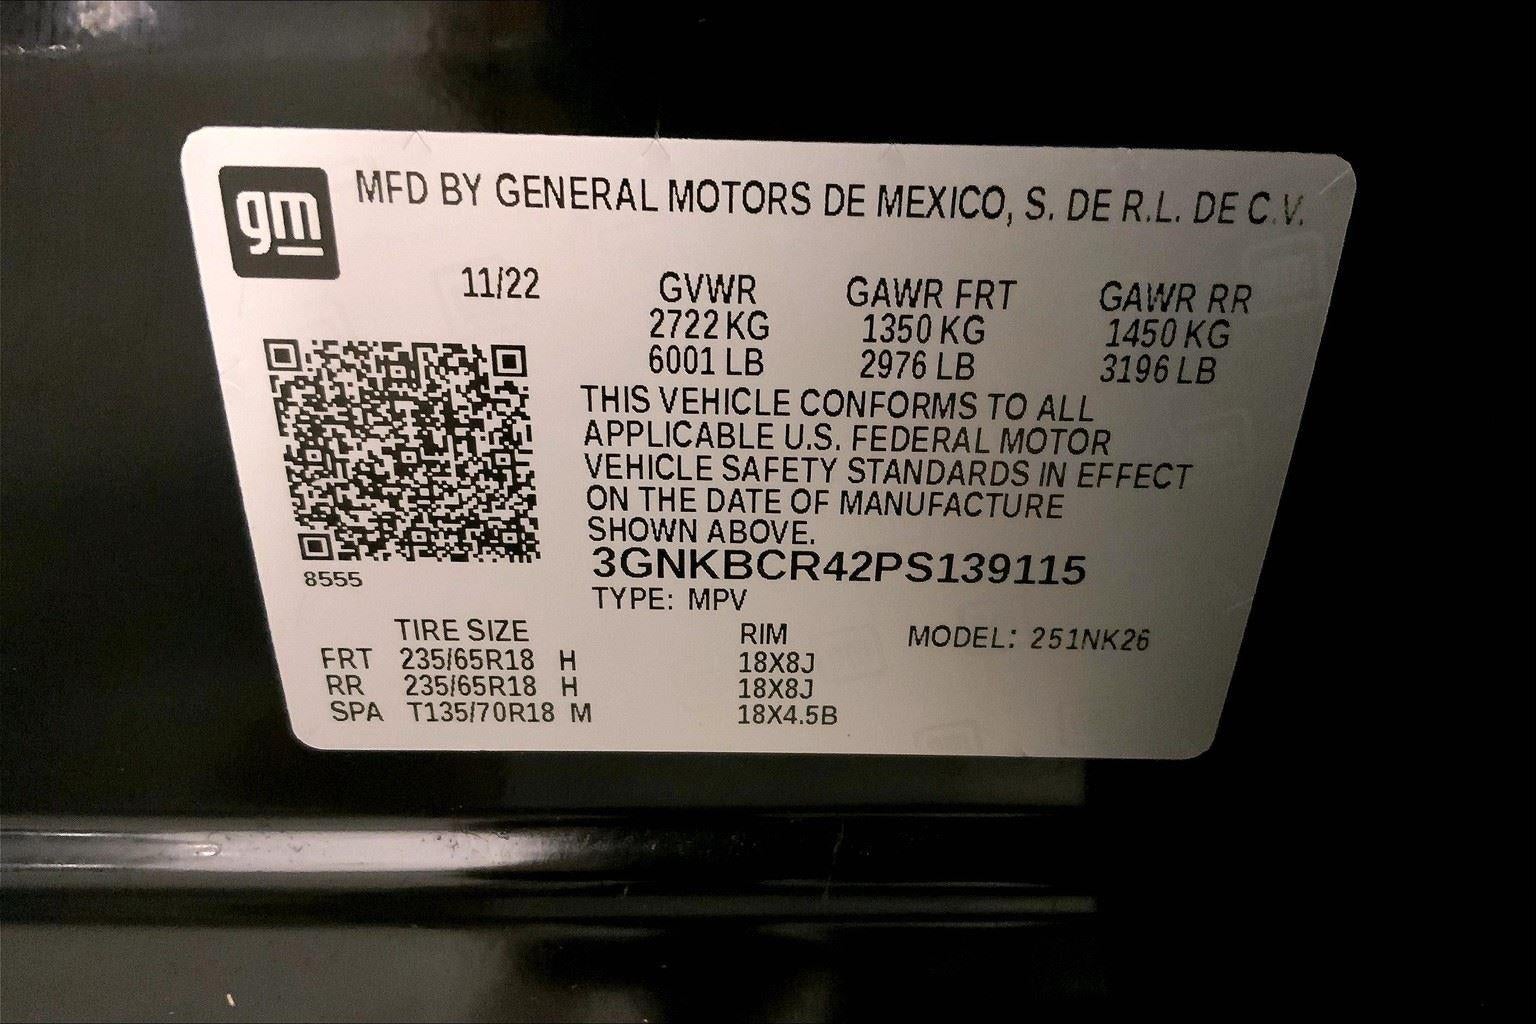 gm
MFD BY GENERAL MOTORS DE MEXICO, S. DE R.L. DE C.V.
11/22 GVWR GAWR FRT GAWR RR
2722 KG 1350 KG 1450 KG
6001 LB 2976 LB 3196 LB
THIS VEHICLE CONFORMS TO ALL
APPLICABLE U.S. FEDERAL MOTOR
VEHICLE SAFETY STANDARDS IN EFFECT
ON THE DATE OF MANUFACTURE
SHOWN ABOVE.
3GNKBCR42PS139115
8555
TYPE: MPV
TIRE SIZE RIM MODEL: 251NK26
FRT 235/65R18 H 18X8J
RR 235/65R18 H 18X8J
SPA T135/70R18 M 18X4.5B